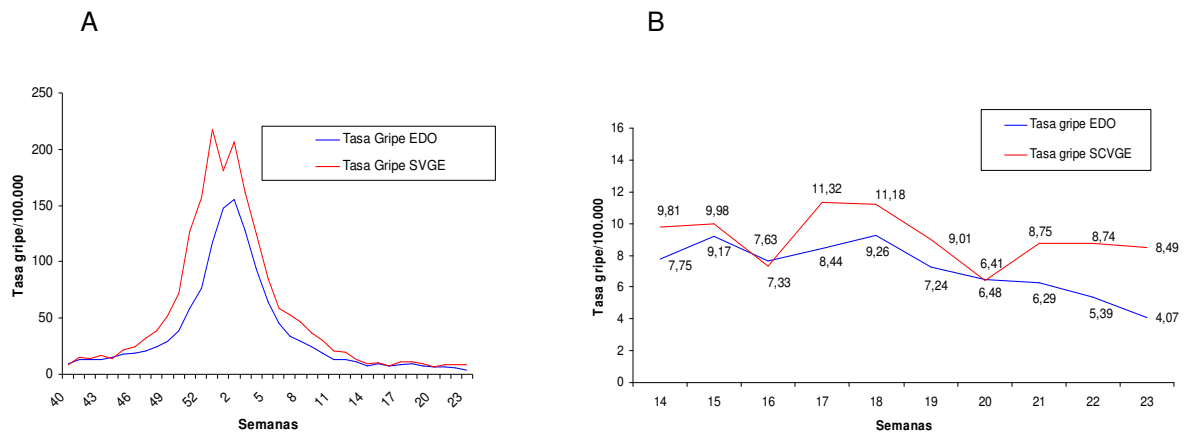 A
Tasa gripe/100.000
250
200
150
100
50
0
Tasa Gripe EDO
Tasa Gripe SVGE
40 43 46 49 52 2 5 8 11 14 17 20 23
Semanas
B
Tasa gripe/100.000
16
14
12
10
8
6
4
2
0
Tasa gripe EDO
Tasa gripe SCVGE
9,81 9,98 7,63 11,32 11,18 9,01 6,41 8,75 8,74 8,49
7,75 9,17 7,33 8,44 9,26 7,24 6,48 6,29 5,39 4,07
14 15 16 17 18 19 20 21 22 23
Semanas